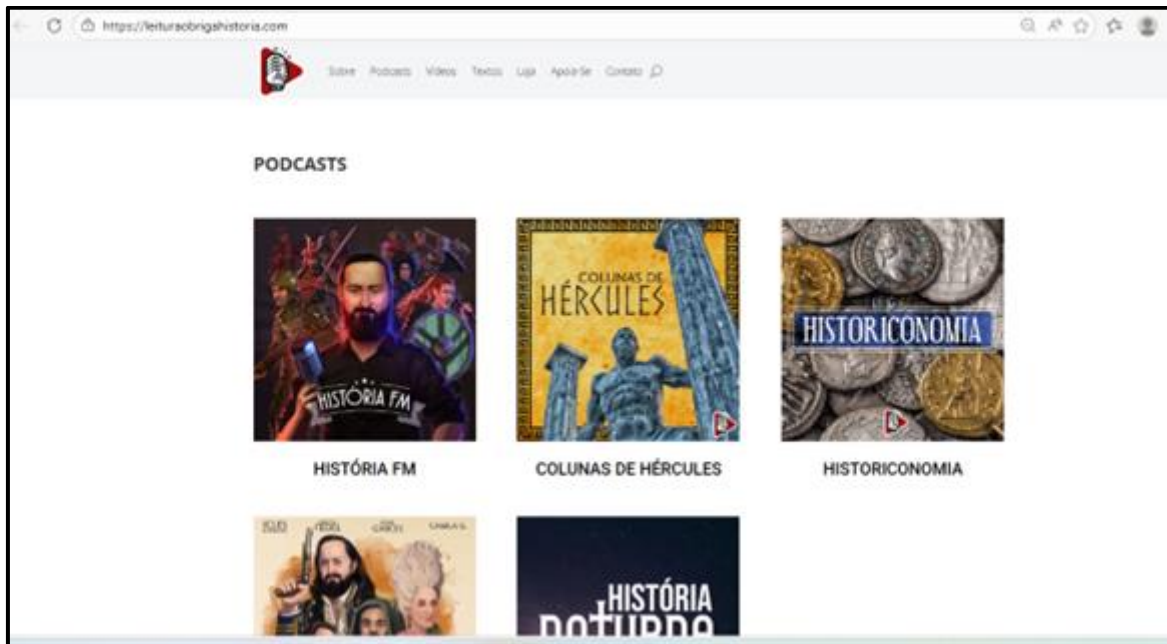 https://leituraobrigahistoria.com
Sobre Podcasts Vídeos Textos Loja Apoia-Se Contato
PODCASTS
HISTÓRIA FM
COLUNAS DE
HÉRCULES
HISTORICONOMIA
HISTÓRIA FM
COLUNAS DE HÉRCULES
HISTORICONOMIA
HISTÓRIA